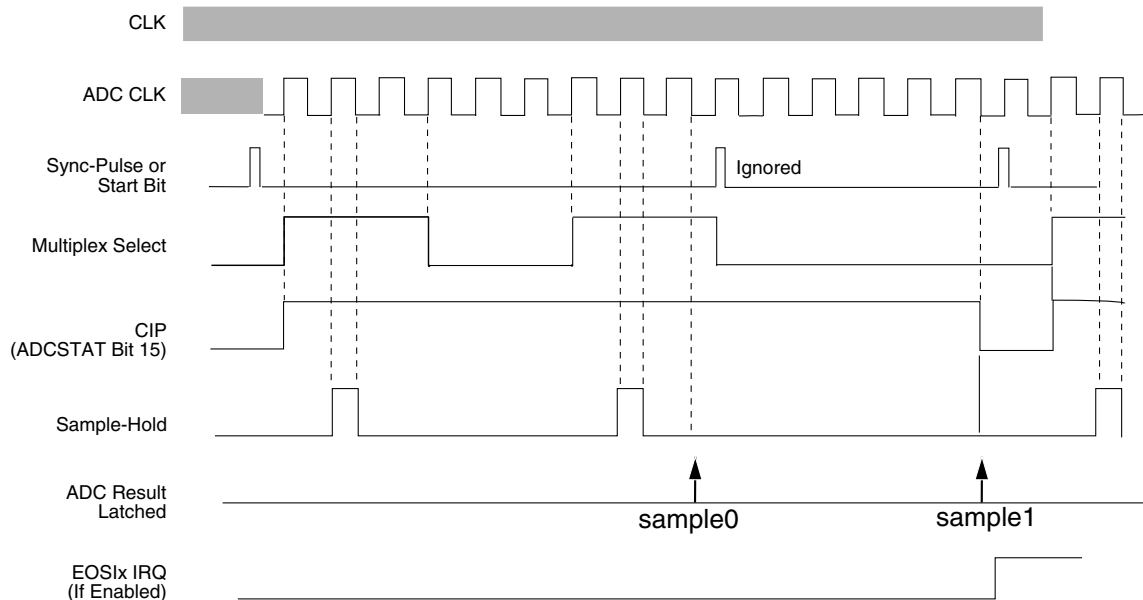 CLK
ADC CLK
Sync-Pulse or
Start Bit
Ignored
Multiplex Select
CIP
(ADCSTAT Bit 15)
Sample-Hold
ADC Result
Latched
sample0
sample1
EOSIx IRQ
(If Enabled)